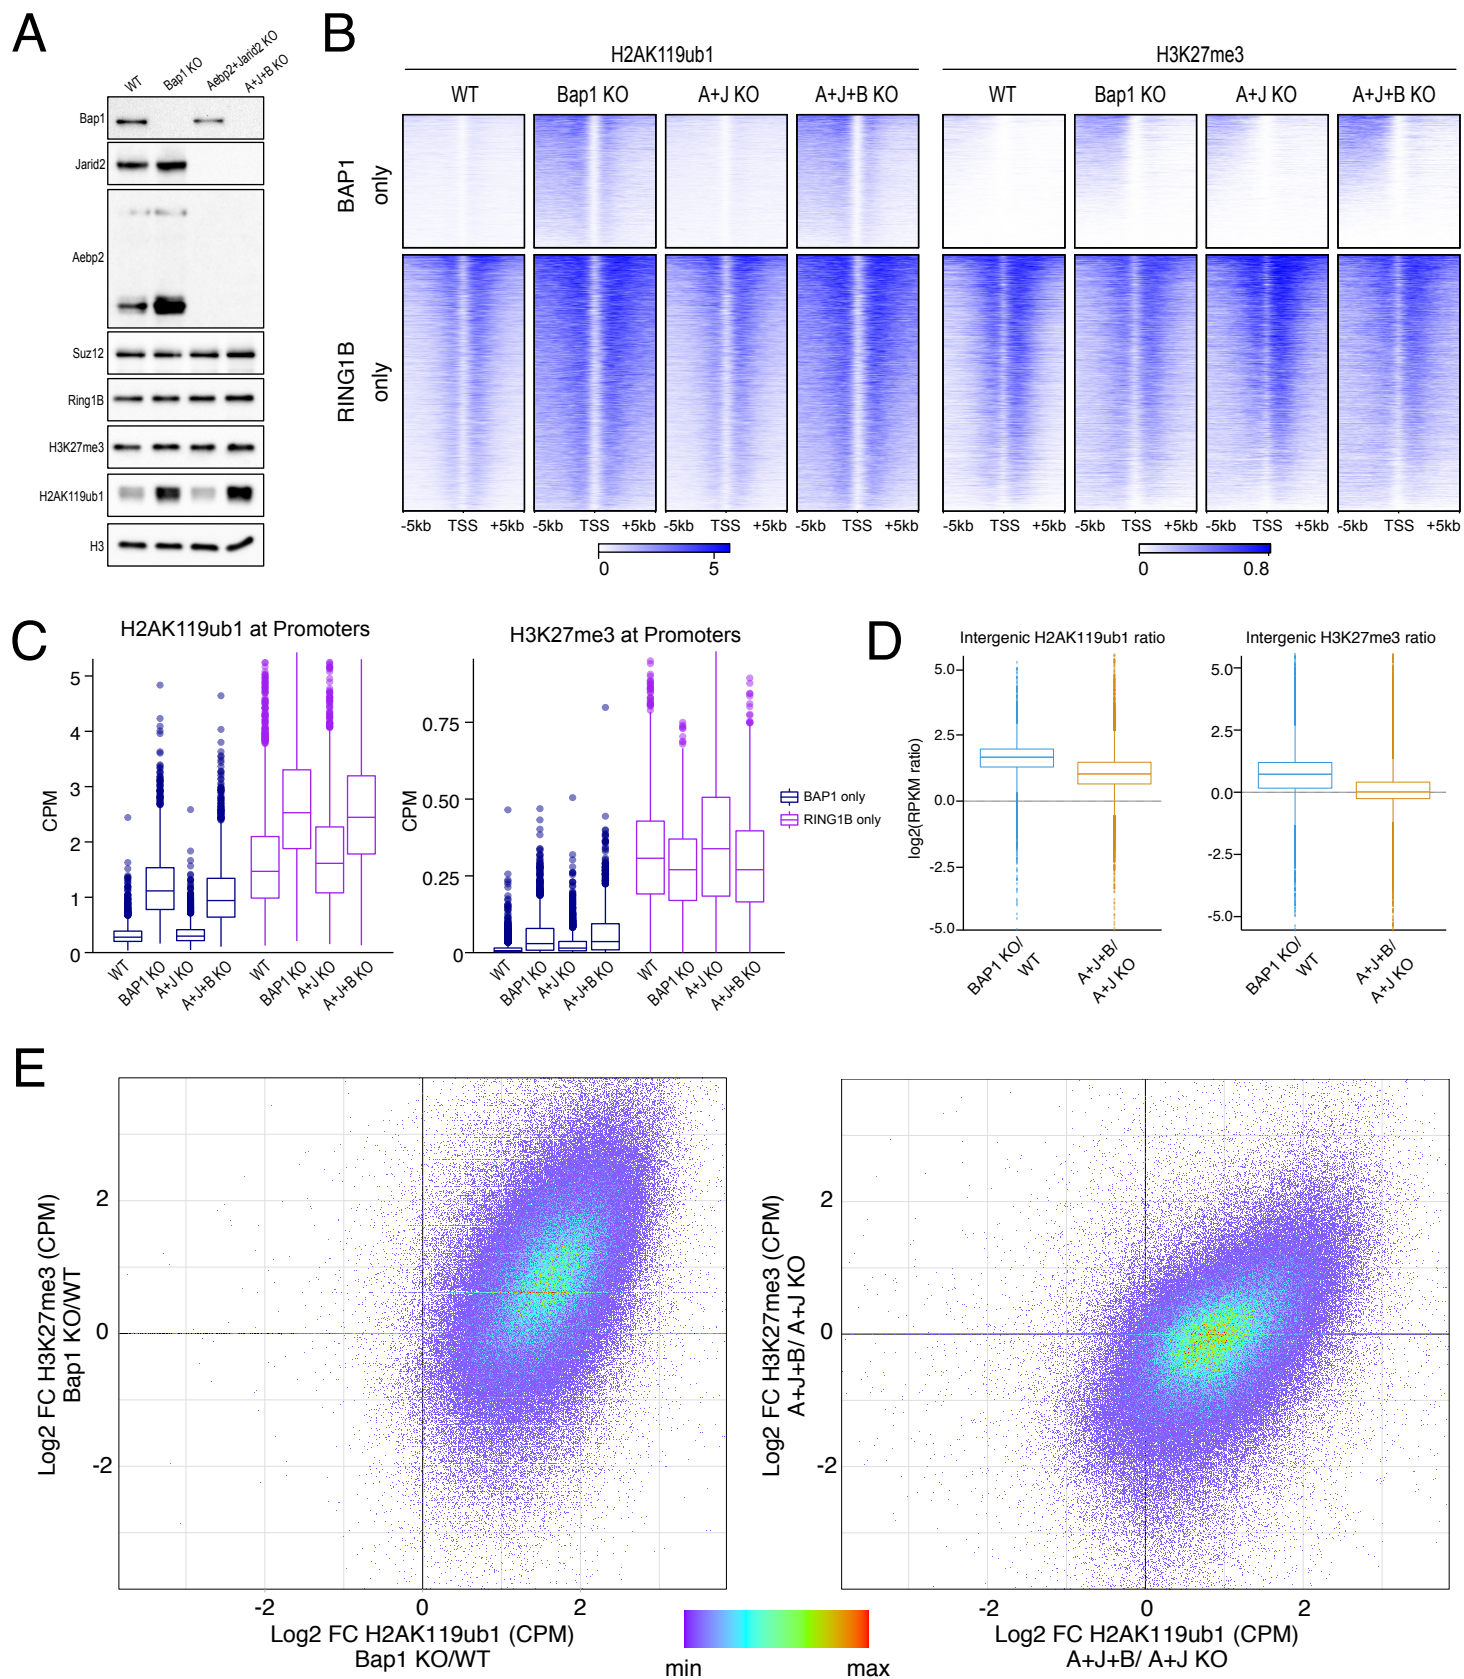 A
WT
Bap1 KO
Aebp2+Jarid2 KO
A+J+B KO
Bap1
Jarid2
Aebp2
Suz12
Ring1B
H3K27me3
H2AK119ub1
H3
B
H2AK119ub1
H3K27me3
WT
Bap1 KO
A+J KO
A+J+B KO
WT
Bap1 KO
A+J KO
A+J+B KO
BAP1
only
RING1B
only
-5kb TSS +5kb
-5kb TSS +5kb
-5kb TSS +5kb
-5kb TSS +5kb
-5kb TSS +5kb
-5kb TSS +5kb
-5kb TSS +5kb
-5kb TSS +5kb
0 5
0 0.8
C
H2AK119ub1 at Promoters
CPM
5
4
3
2
1
0
WT
BAP1 KO
A+J KO
A+J+B KO
WT
BAP1 KO
A+J KO
A+J+B KO
H3K27me3 at Promoters
CPM
0.75
0.50
0.25
0
WT
BAP1 KO
A+J KO
A+J+B KO
WT
BAP1 KO
A+J KO
A+J+B KO
BAP1 only
RING1B only
D
Intergenic H2AK119ub1 ratio
log2(RPKM ratio)
5.0
2.5
0.0
-2.5
-5.0
BAP1 KO/
WT
A+J+B/
A+J KO
Intergenic H3K27me3 ratio
5.0
2.5
0.0
-2.5
-5.0
BAP1 KO/
WT
A+J+B/
A+J KO
E
Log2 FC H3K27me3 (CPM)
Bap1 KO/WT
2
0
-2
-2 0 2
Log2 FC H2AK119ub1 (CPM)
Bap1 KO/WT
Log2 FC H3K27me3 (CPM)
A+J+B/ A+J KO
2
0
-2
-2 0 2
Log2 FC H2AK119ub1 (CPM)
A+J+B/ A+J KO
min max